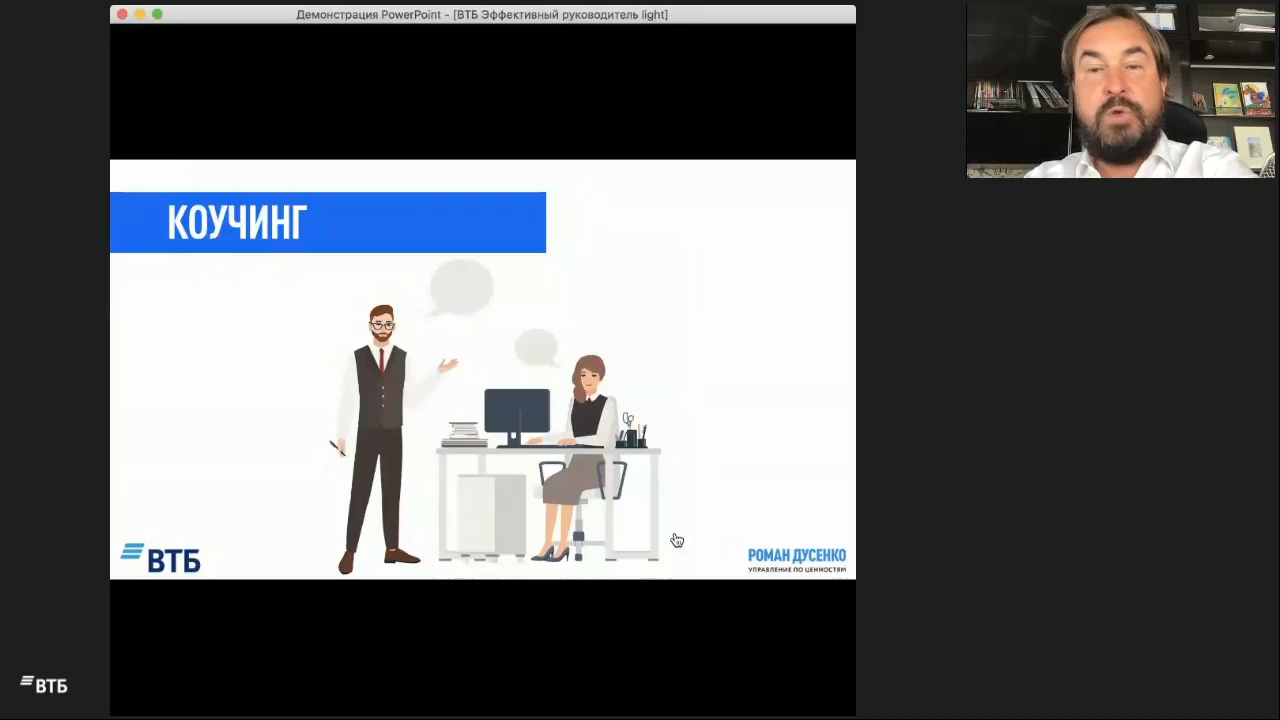 Демонстрация PowerPoint - [ВТБ Эффективный руководитель light]
КОУЧИНГ
ВТБ
РОМАН ДУСЕНКО
УПРАВЛЕНИЕ ПО ЦЕННОСТЯМ
ВТБ